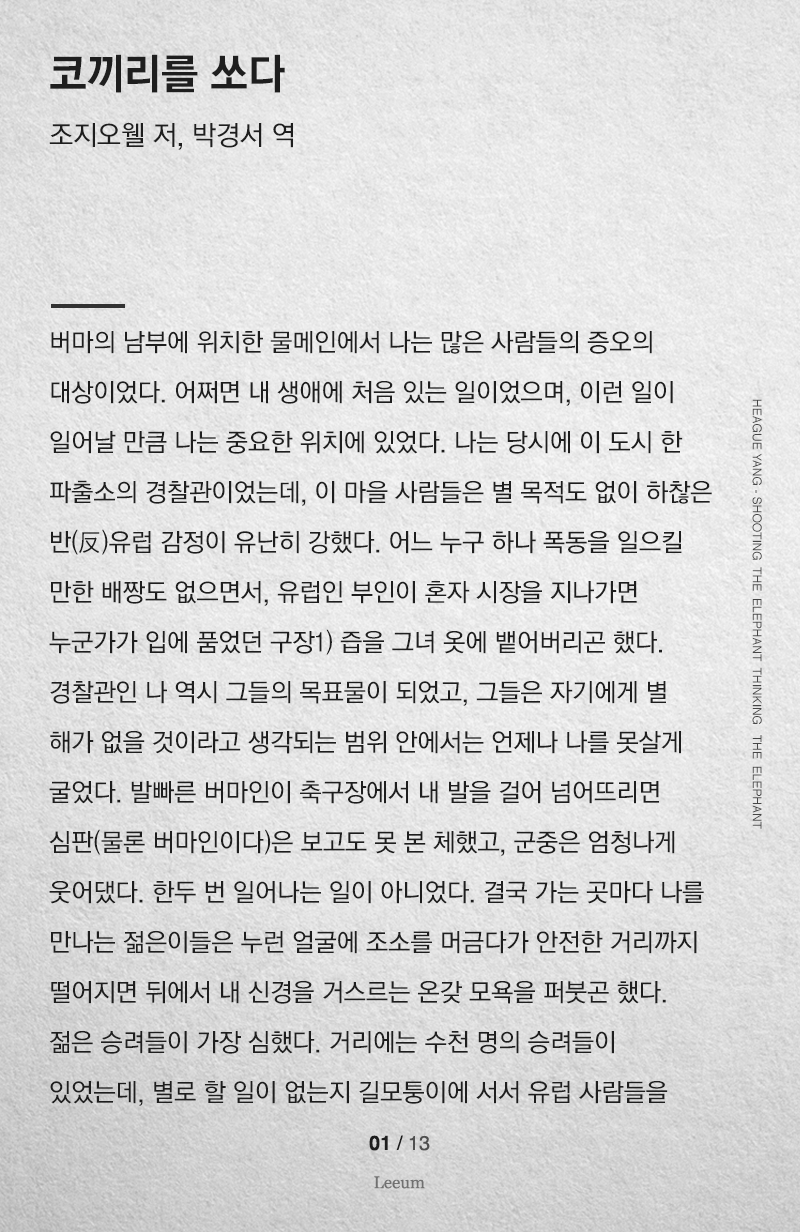 코끼리를 쏘다
조지오웰 저, 박경서 역
버마의 남부에 위치한 물메인에서 나는 많은 사람들의 증오의
대상이었다. 어쩌면 내 생애에 처음 있는 일이었으며, 이런 일이
일어날 만큼 나는 중요한 위치에 있었다. 나는 당시에 이 도시 한
파출소의 경찰관이었는데, 이 마을 사람들은 별 목적도 없이 하찮은
반(反)유럽 감정이 유난히 강했다. 어느 누구 하나 폭동을 일으킬
만한 배짱도 없으면서, 유럽인 부인이 혼자 시장을 지나가면
누군가가 입에 품었던 구장1) 즙을 그녀 옷에 뱉어버리곤 했다.
경찰관인 나 역시 그들의 목표물이 되었고, 그들은 자기에게 별
해가 없을 것이라고 생각되는 범위 안에서는 언제나 나를 못살게
굴었다. 발빠른 버마인이 축구장에서 내 발을 걸어 넘어뜨리면
심판(물론 버마인이다)은 보고도 못 본 체했고, 군중은 엄청나게
웃어댔다. 한두 번 일어나는 일이 아니었다. 결국 가는 곳마다 나를
만나는 젊은이들은 누런 얼굴에 조소를 머금다가 안전한 거리까지
떨어지면 뒤에서 내 신경을 거스르는 온갖 모욕을 퍼붓곤 했다.
젊은 승려들이 가장 심했다. 거리에는 수천 명의 승려들이
있었는데, 별로 할 일이 없는지 길모퉁이에 서서 유럽 사람들을
HEAGUE YANG - SHOOTING THE ELEPHANT THINKING THE ELEPHANT
01 / 13
Leeum